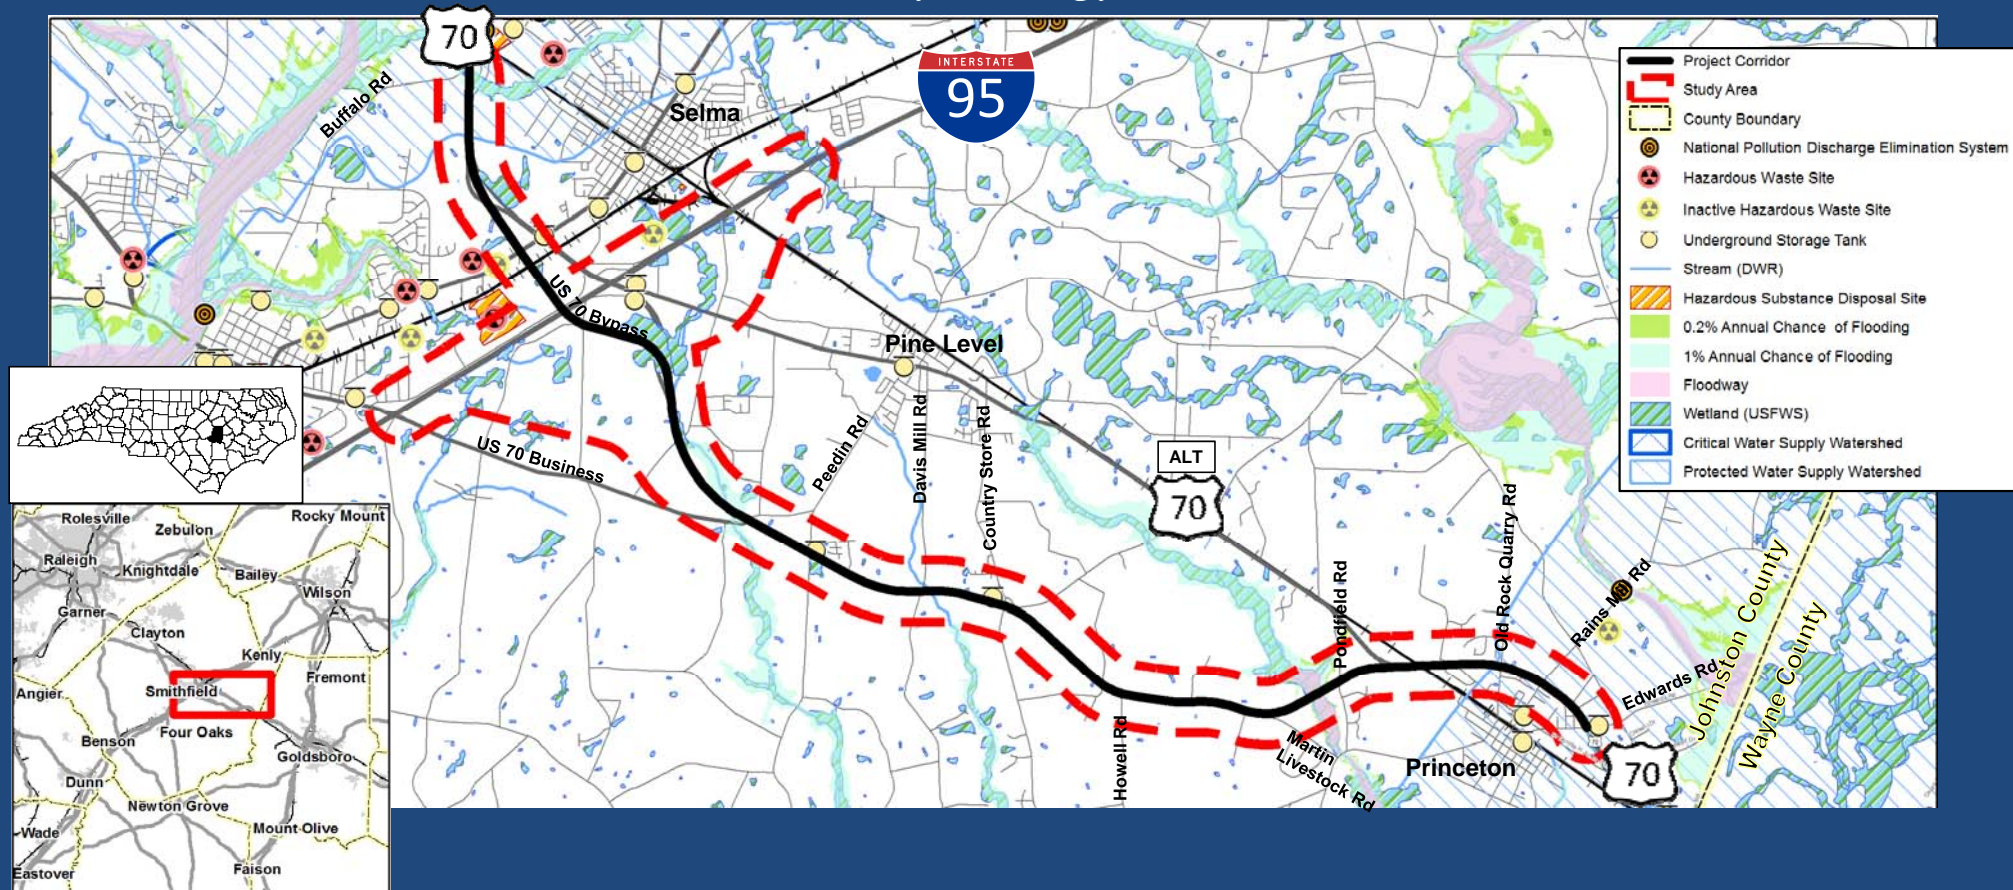 70
INTERSTATE
95
Buffalo Rd
Selma
US 70 Bypass
Pine Level
US 70 Business
Peedin Rd
Davis Mill Rd
Country Store Rd
ALT
70
Pondfield Rd
Old Rock Quarry Rd
Edwards Rd
Johnston County
Wayne County
Howell Rd
Martin
Livestock Rd
Princeton
70
Project Corridor
Study Area
County Boundary
National Pollution Discharge Elimination System
Hazardous Waste Site
Inactive Hazardous Waste Site
Underground Storage Tank
Stream (DWR)
Hazardous Substance Disposal Site
0.2% Annual Chance of Flooding
1% Annual Chance of Flooding
Floodway
Wetland (USFWS)
Critical Water Supply Watershed
Protected Water Supply Watershed
Rolesville
Zebulon
Rocky Mount
Raleigh
Knightdale
Bailey
Wilson
Garner
Clayton
Kenly
Fremont
Angier
Smithfield
Four Oaks
Benson
Goldsboro
Dunn
Newton Grove
Mount Olive
Wade
Faison
Eastover